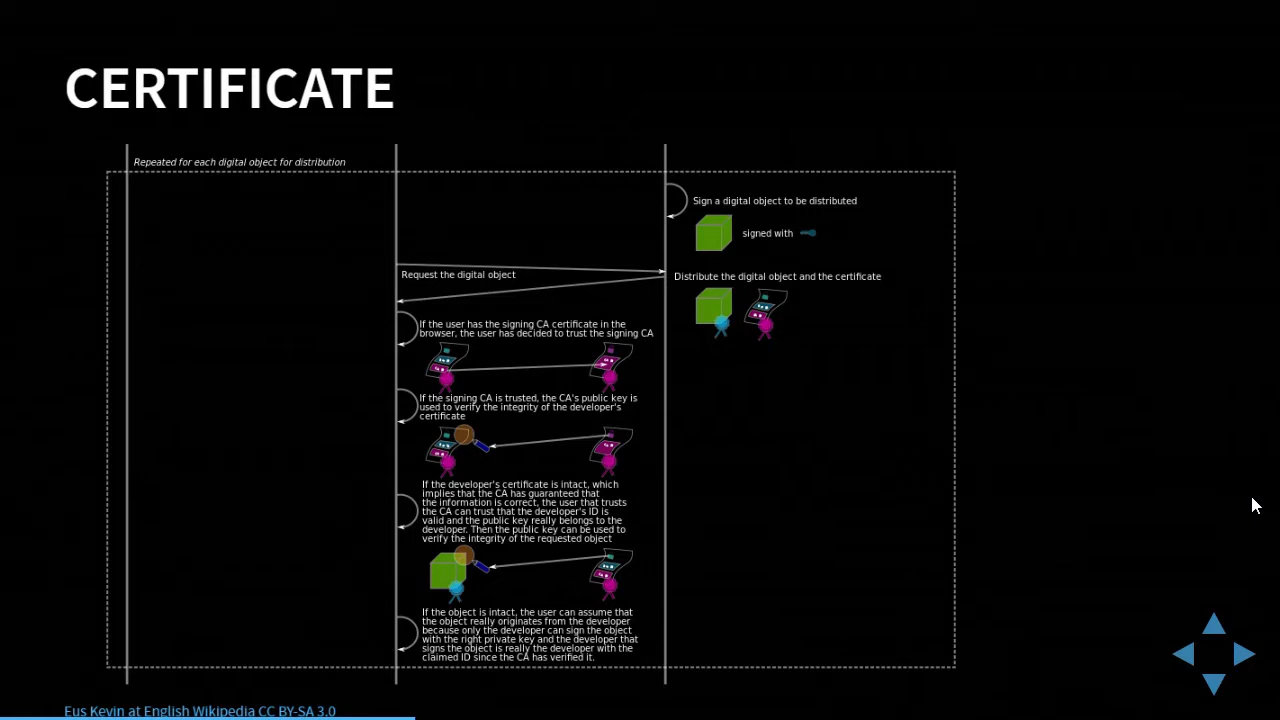 CERTIFICATE
Repeated for each digital object for distribution
Sign a digital object to be distributed
signed with
Request the digital object
Distribute the digital object and the certificate
If the user has the signing CA certificate in the
browser, the user has decided to trust the signing CA
If the signing CA is trusted, the CA's public key is
used to verify the integrity of the developer's
certificate
If the developer's certificate is intact, which
implies that the CA has guaranteed that
the information is correct, the user that trusts
the CA can trust that the developer's ID is
valid and the public key really belongs to the
developer. Then the public key can be used to
verify the integrity of the requested object
If the object is intact, the user can assume that
the object really originates from the developer
because only the developer can sign the object
with the right private key and the developer that
signs the object is really the developer with the
claimed ID since the CA has verified it.
Eus Kevin at English Wikipedia CC BY-SA 3.0